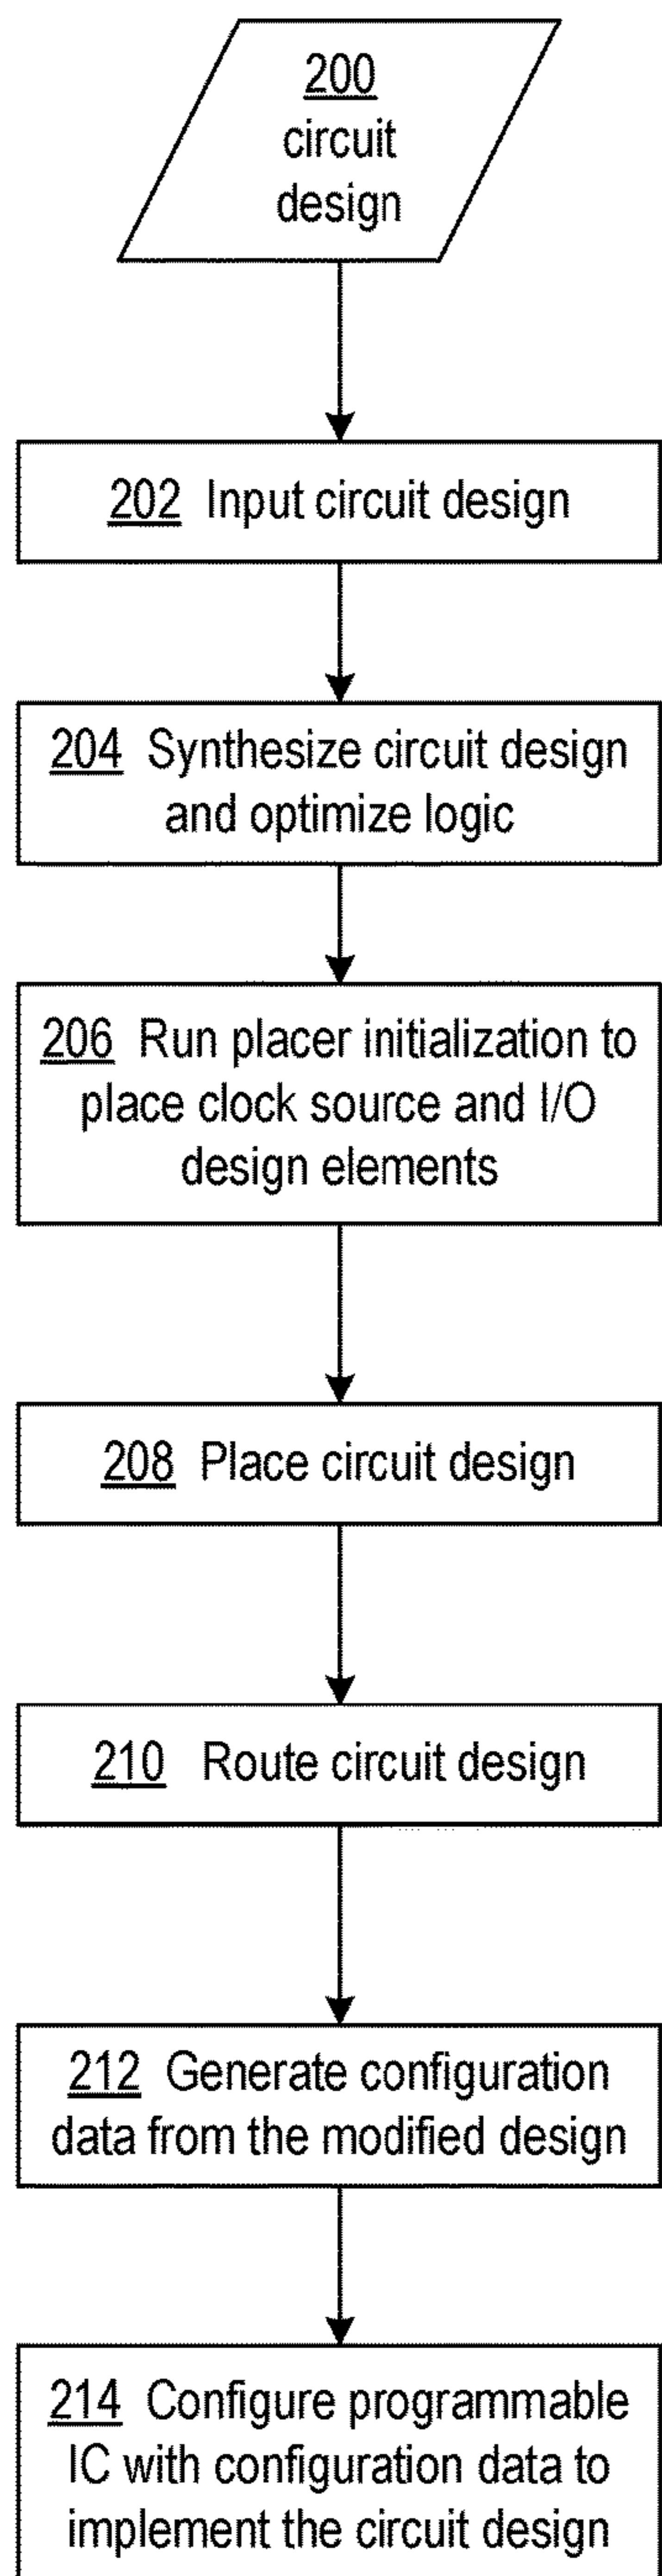 200
circuit
design
202 Input circuit design
204 Synthesize circuit design
and optimize logic
206 Run placer initialization to
place clock source and I/O
design elements
208 Place circuit design
210 Route circuit design
212 Generate configuration
data from the modified design
214 Configure programmable
IC with configuration data to
implement the circuit design